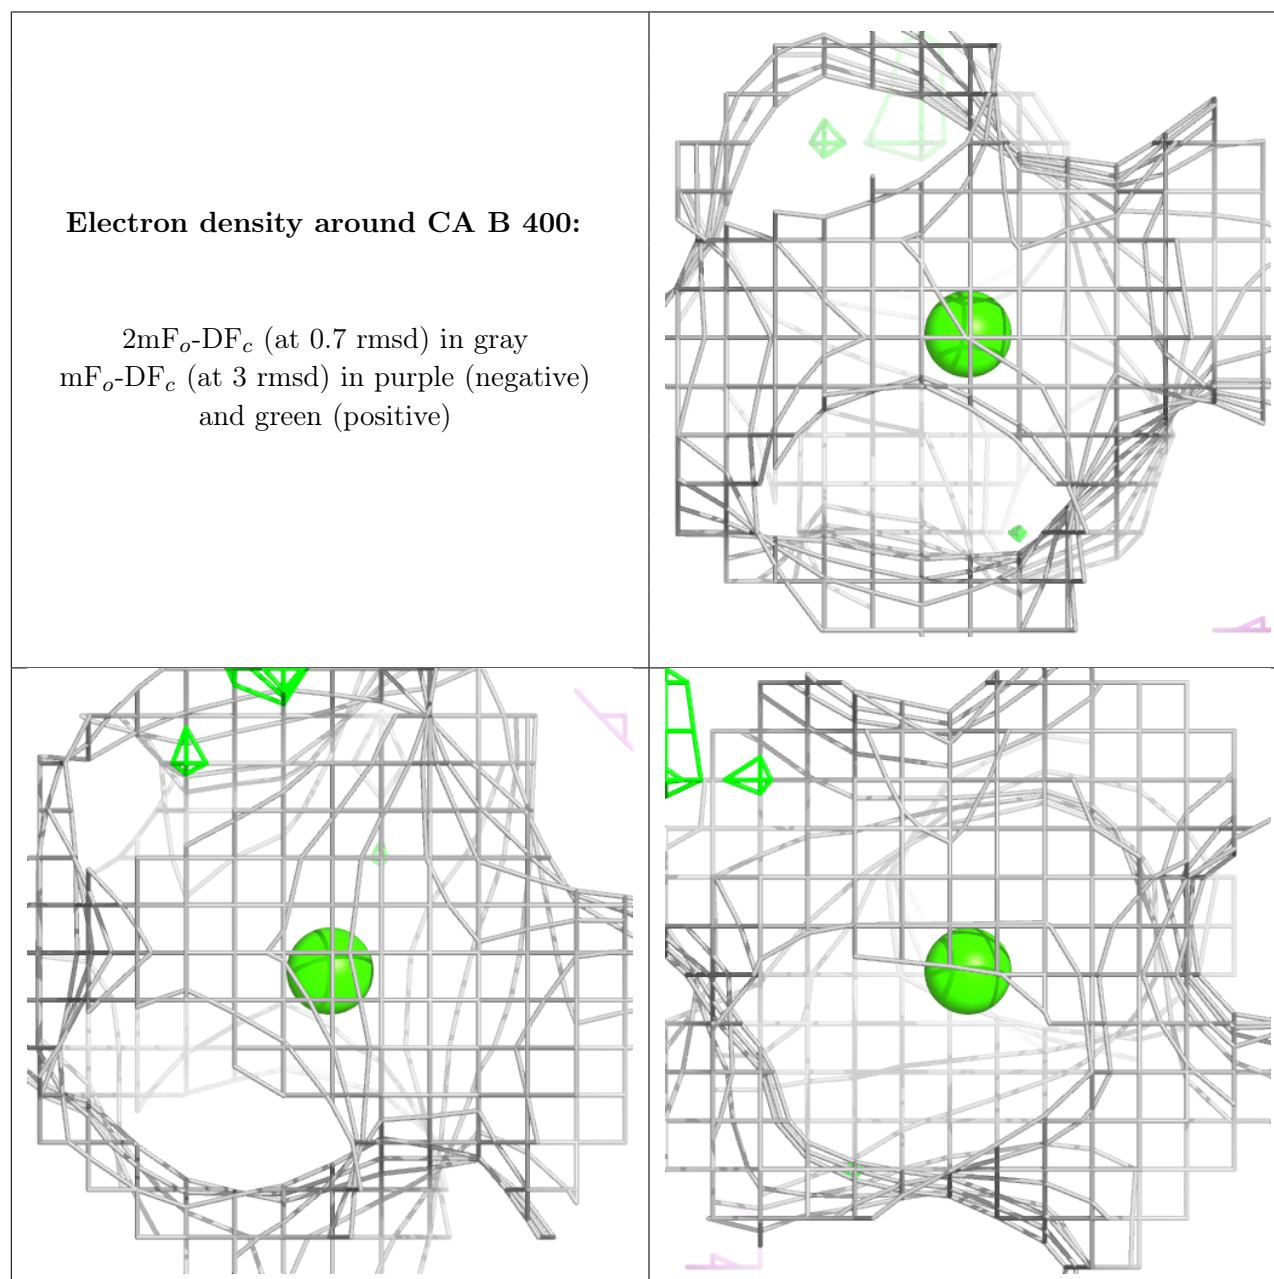 Electron density around CA B 400:
2mFo-DFc (at 0.7 rmsd) in gray
mFo-DFc (at 3 rmsd) in purple (negative)
and green (positive)